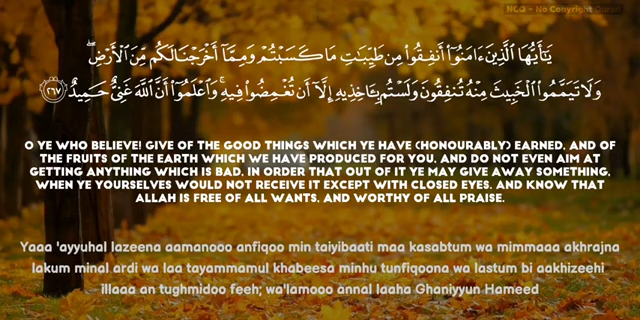 NCQ - No Copyright Quran
يَـٰٓأَيُّهَا ٱلَّذِينَ ءَامَنُوٓا۟ أَنفِقُوا۟ مِن طَيِّبَـٰتِ مَا كَسَبْتُمْ وَمِمَّآ أَخْرَجْنَا لَكُم مِّنَ ٱلْأَرْضِ ۖ
وَلَا تَيَمَّمُوا۟ ٱلْخَبِيثَ مِنْهُ تُنفِقُونَ وَلَسْتُم بِـَٔاخِذِيهِ إِلَّآ أَن تُغْمِضُوا۟ فِيهِ ۚ وَٱعْلَمُوٓا۟ أَنَّ ٱللَّهَ غَنِىٌّ حَمِيدٌ ٢٦٧
O YE WHO BELIEVE! GIVE OF THE GOOD THINGS WHICH YE HAVE (HONOURABLY) EARNED, AND OF
THE FRUITS OF THE EARTH WHICH WE HAVE PRODUCED FOR YOU, AND DO NOT EVEN AIM AT
GETTING ANYTHING WHICH IS BAD, IN ORDER THAT OUT OF IT YE MAY GIVE AWAY SOMETHING,
WHEN YE YOURSELVES WOULD NOT RECEIVE IT EXCEPT WITH CLOSED EYES. AND KNOW THAT
ALLAH IS FREE OF ALL WANTS, AND WORTHY OF ALL PRAISE.
Yaaa 'ayyuhal lazeena aamanooo anfiqoo min taiyibaati maa kasabtum wa mimmaaa akhrajna
lakum minal ardi wa laa tayammamul khabeesa minhu tunfiqoona wa lastum bi aakhizeehi
illaaa an tughmidoo feeh; wa'lamooo annal laaha Ghaniyyun Hameed